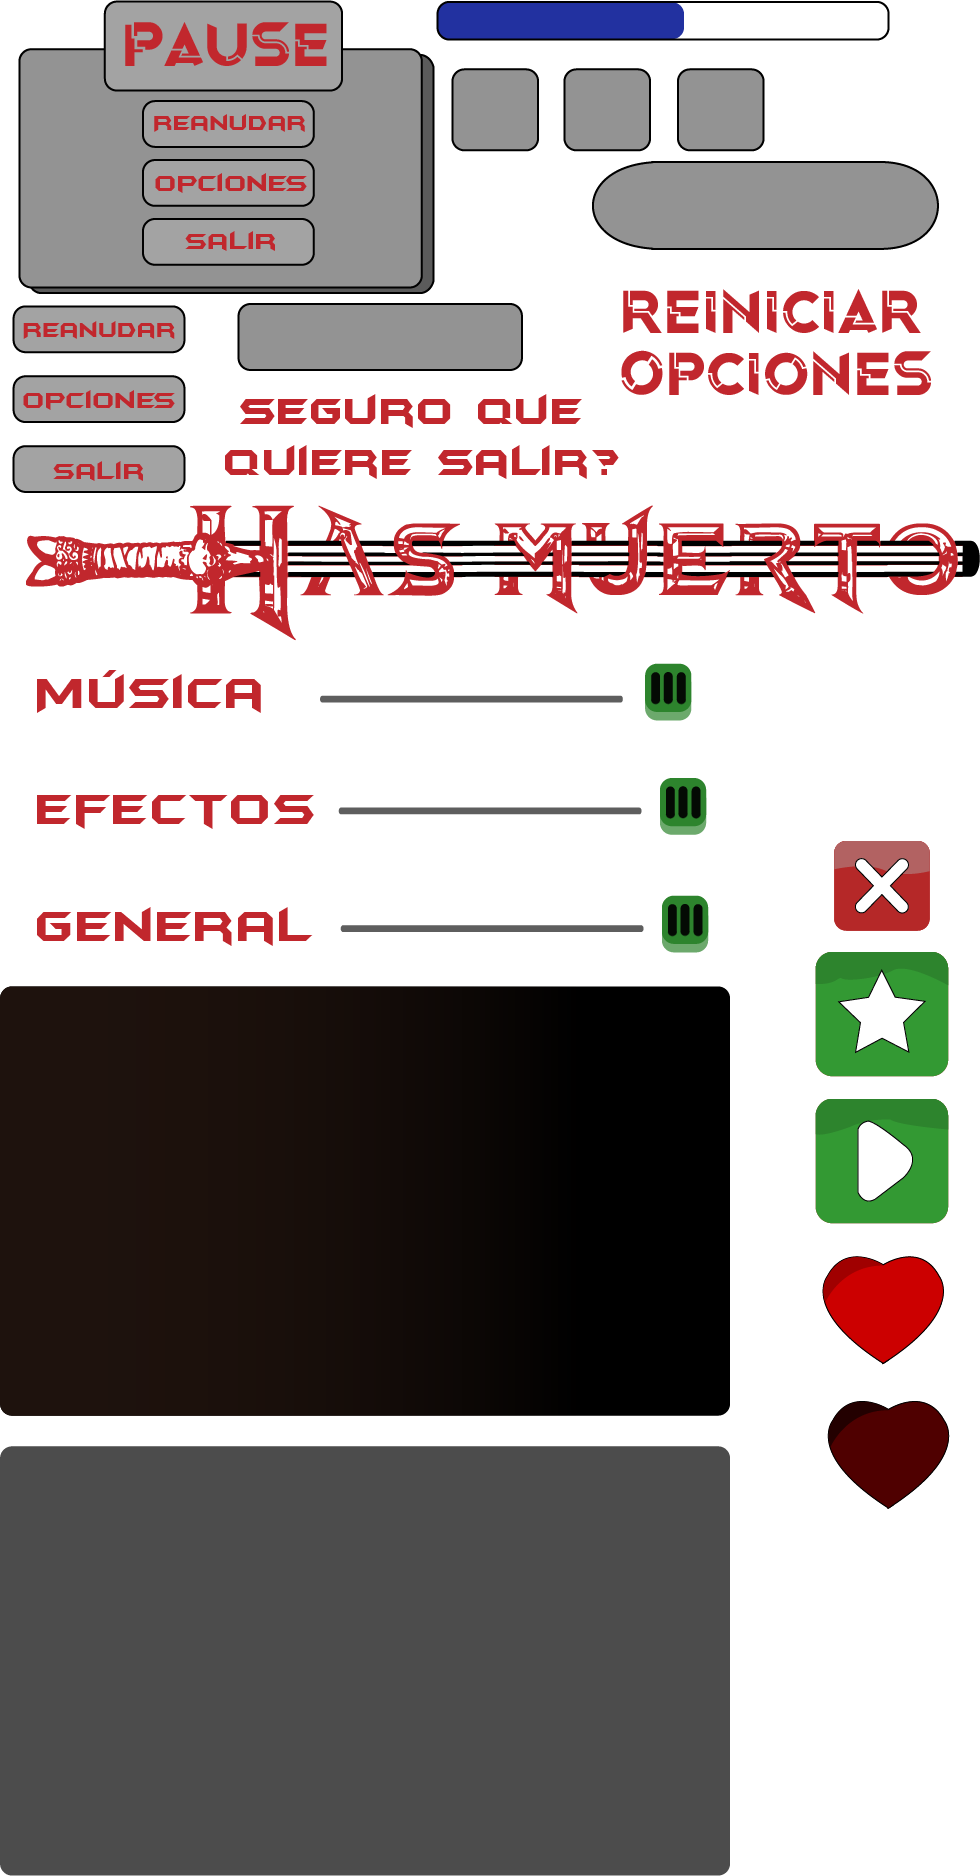 PAUSE
REANUDAR
OPCIONES
SALIR
REANUDAR
OPCIONES
SALIR
REINICIAR
OPCIONES
SEGURO QUE
QUIERE SALIR?
HAS MUERTO
MÚSICA
EFECTOS
GENERAL